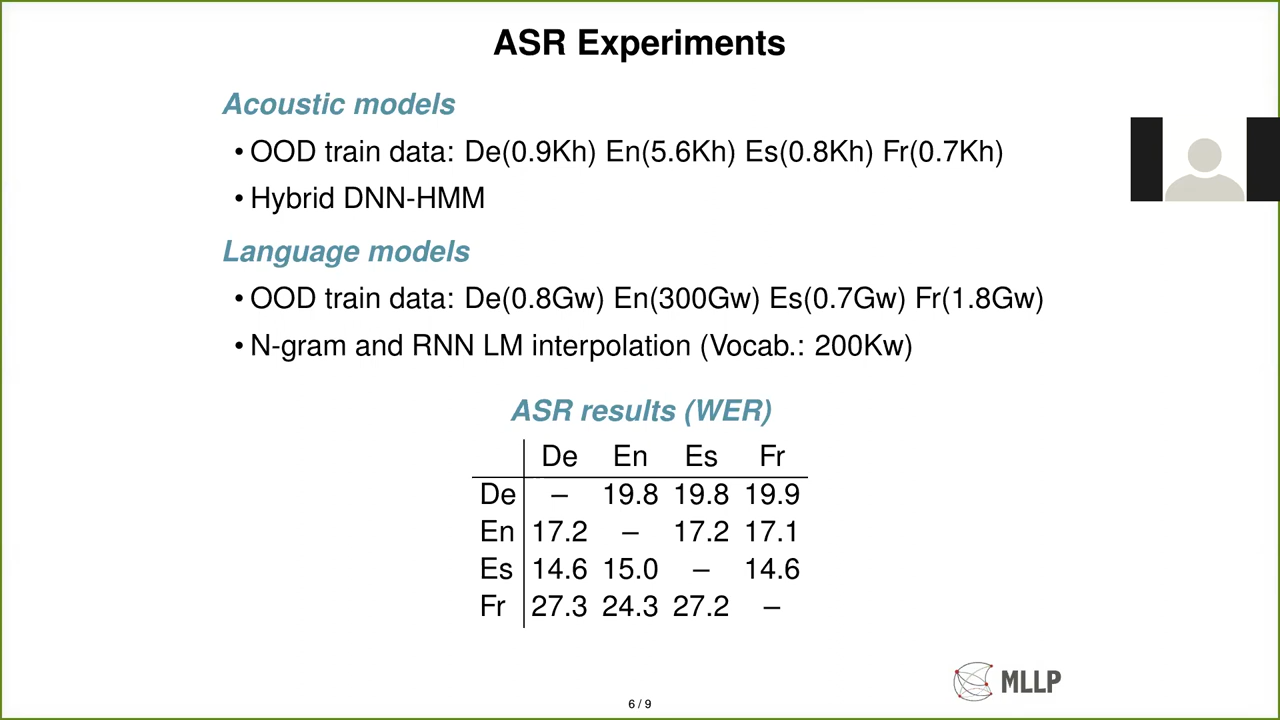 ASR Experiments
Acoustic models
• OOD train data: De(0.9Kh) En(5.6Kh) Es(0.8Kh) Fr(0.7Kh)
• Hybrid DNN-HMM
Language models
• OOD train data: De(0.8Gw) En(300Gw) Es(0.7Gw) Fr(1.8Gw)
• N-gram and RNN LM interpolation (Vocab.: 200Kw)
ASR results (WER)
De En Es Fr
De – 19.8 19.8 19.9
En 17.2 – 17.2 17.1
Es 14.6 15.0 – 14.6
Fr 27.3 24.3 27.2 –
MLLP
6 / 9